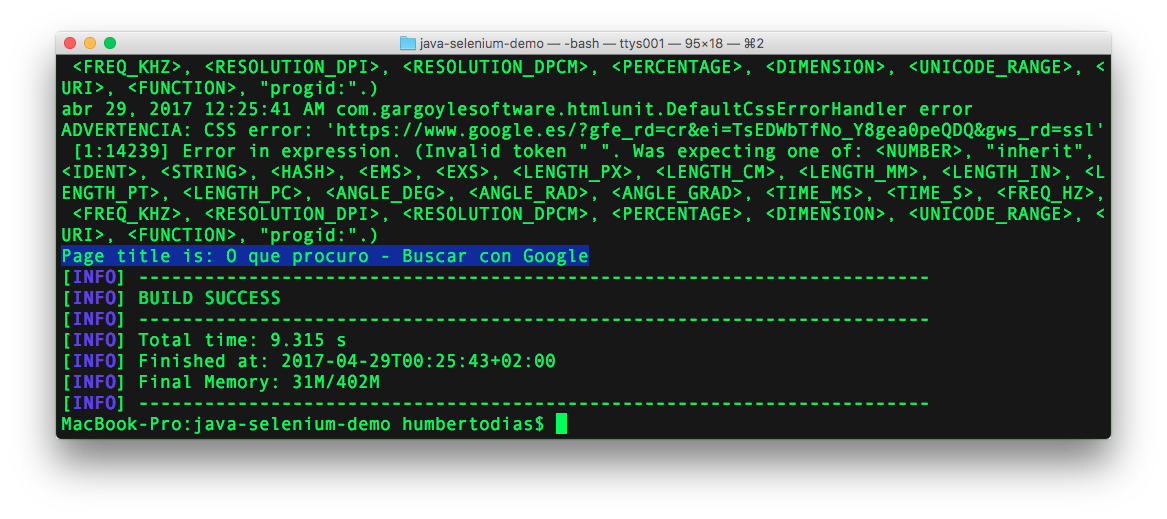 java-selenium-demo — -bash — ttys001 — 95×18 — ⌘2
<FREQ_KHZ>, <RESOLUTION_DPI>, <RESOLUTION_DPCM>, <PERCENTAGE>, <DIMENSION>, <UNICODE_RANGE>, <
URI>, <FUNCTION>, "progid:".)
abr 29, 2017 12:25:41 AM com.gargoylesoftware.htmlunit.DefaultCssErrorHandler error
ADVERTENCIA: CSS error: 'https://www.google.es/?gfe_rd=cr&ei=TsEDWbTfNo_Y8gea0peQDQ&gws_rd=ssl'
[1:14239] Error in expression. (Invalid token " ". Was expecting one of: <NUMBER>, "inherit",
<IDENT>, <STRING>, <HASH>, <EMS>, <EXS>, <LENGTH_PX>, <LENGTH_CM>, <LENGTH_MM>, <LENGTH_IN>, <L
ENGTH_PT>, <LENGTH_PC>, <ANGLE_DEG>, <ANGLE_RAD>, <ANGLE_GRAD>, <TIME_MS>, <TIME_S>, <FREQ_HZ>,
<FREQ_KHZ>, <RESOLUTION_DPI>, <RESOLUTION_DPCM>, <PERCENTAGE>, <DIMENSION>, <UNICODE_RANGE>, <
URI>, <FUNCTION>, "progid:".)
Page title is: O que procuro - Buscar con Google
[INFO] ------------------------------------------------------------------------
[INFO] BUILD SUCCESS
[INFO] ------------------------------------------------------------------------
[INFO] Total time: 9.315 s
[INFO] Finished at: 2017-04-29T00:25:43+02:00
[INFO] Final Memory: 31M/402M
[INFO] ------------------------------------------------------------------------
MacBook-Pro:java-selenium-demo humbertodias$